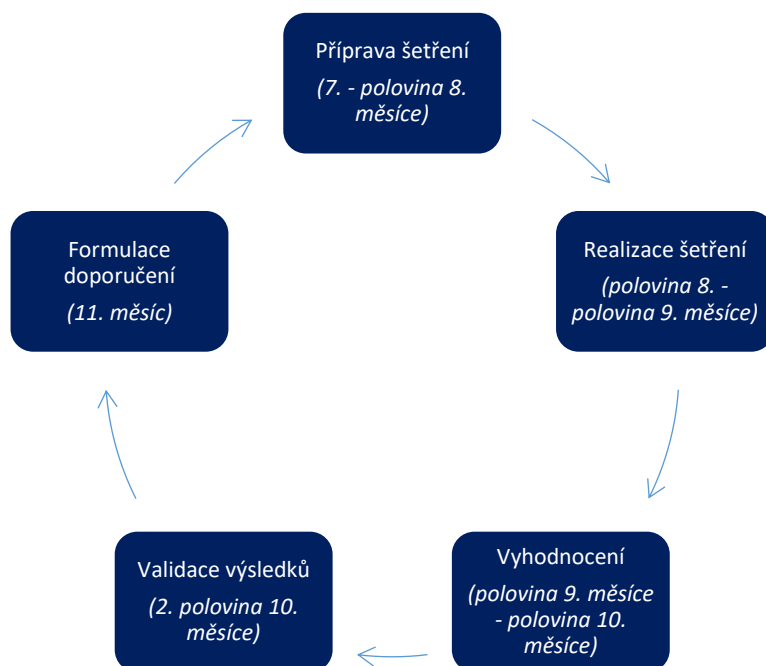 Příprava šetření
(7. - polovina 8.
měsíce)
Realizace šetření
(polovina 8. -
polovina 9. měsíce)
Vyhodnocení
(polovina 9. měsíce
- polovina 10.
měsíce)
Validace výsledků
(2. polovina 10.
měsíce)
Formulace
doporučení
(11. měsíc)